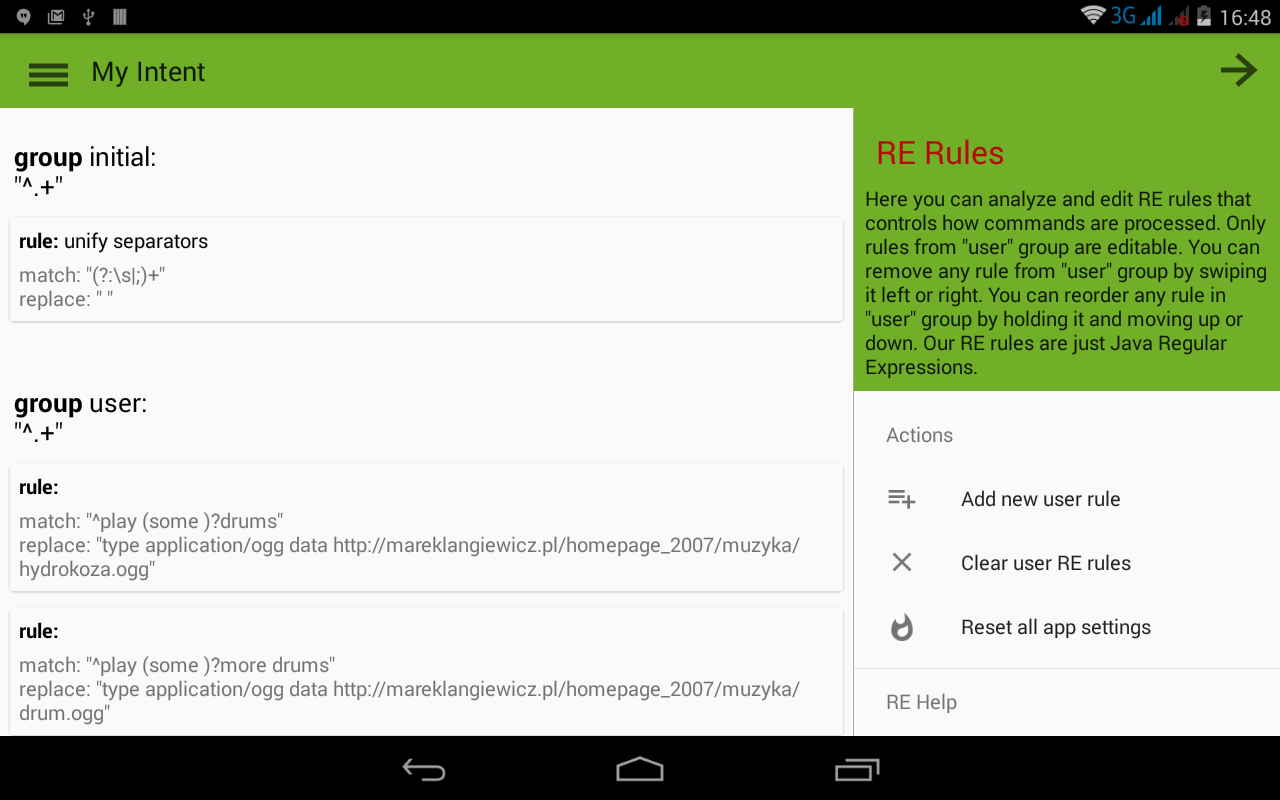 3G 16:48
My Intent
group initial:
"^.+"
rule: unify separators
match: "(?:\s|;)+"
replace: " "
group user:
"^.+"
rule:
match: "^play (some )?drums"
replace: "type application/ogg data http://mareklangiewicz.pl/homepage_2007/muzyka/
hydrokoza.ogg"
rule:
match: "^play (some )?more drums"
replace: "type application/ogg data http://mareklangiewicz.pl/homepage_2007/muzyka/
drum.ogg"
RE Rules
Here you can analyze and edit RE rules that
controls how commands are processed. Only
rules from "user" group are editable. You can
remove any rule from "user" group by swiping
it left or right. You can reorder any rule in
"user" group by holding it and moving up or
down. Our RE rules are just Java Regular
Expressions.
Actions
Add new user rule
Clear user RE rules
Reset all app settings
RE Help